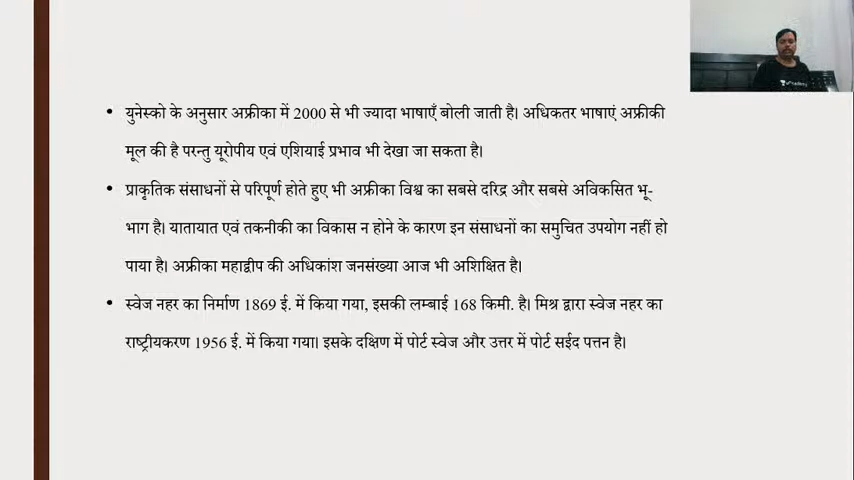 • युनेस्को के अनुसार अफ्रीका में 2000 से भी ज्यादा भाषाएँ बोली जाती है। अधिकतर भाषाएं अफ्रीकी
मूल की है परन्तु यूरोपीय एवं एशियाई प्रभाव भी देखा जा सकता है।
• प्राकृतिक संसाधनों से परिपूर्ण होते हुए भी अफ्रीका विश्व का सबसे दरिद्र और सबसे अविकसित भू-
भाग है। यातायात एवं तकनीकी का विकास न होने के कारण इन संसाधनों का समुचित उपयोग नहीं हो
पाया है। अफ्रीका महाद्वीप की अधिकांश जनसंख्या आज भी अशिक्षित है।
• स्वेज नहर का निर्माण 1869 ई. में किया गया, इसकी लम्बाई 168 किमी. है। मिश्र द्वारा स्वेज नहर का
राष्ट्रीयकरण 1956 ई. में किया गया। इसके दक्षिण में पोर्ट स्वेज और उत्तर में पोर्ट सईद पत्तन है।